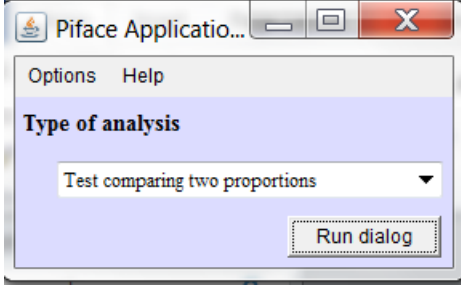 Piface Applicatio...
Options Help
Type of analysis
Test comparing two proportions
Run dialog